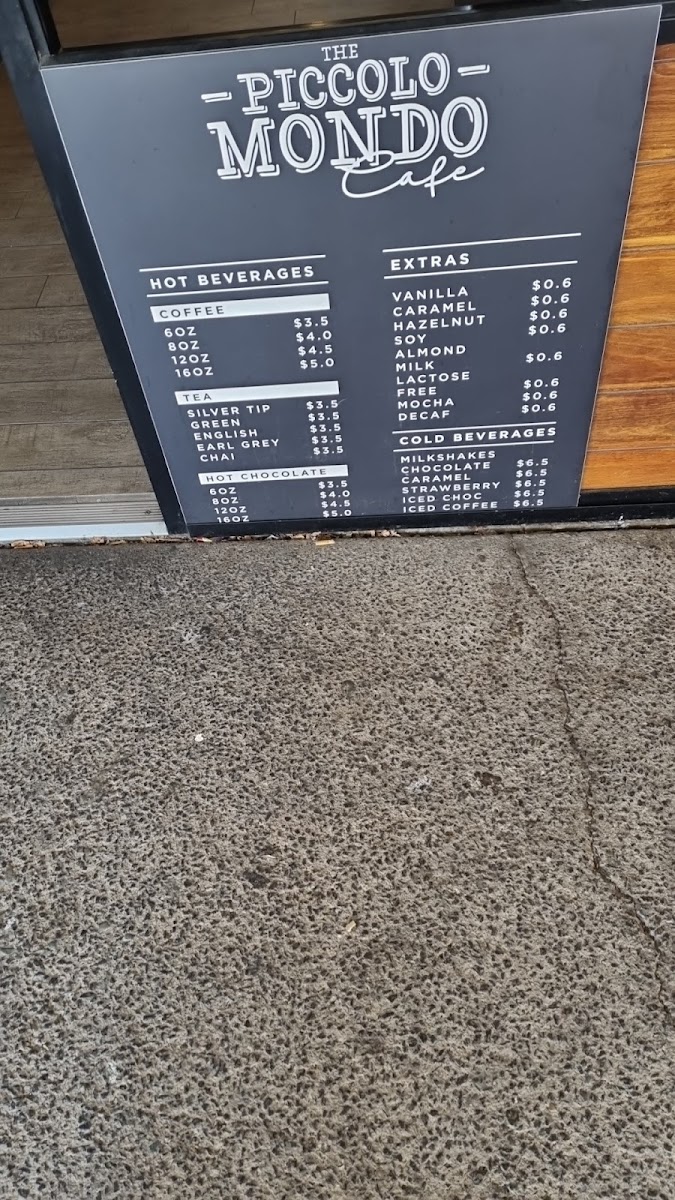 THE
PICCOLO
MONDO
Cafe
HOT BEVERAGES
COFFEE
6OZ $3.5
8OZ $4.0
12OZ $4.5
16OZ $5.0
TEA
SILVER TIP $3.5
GREEN $3.5
ENGLISH $3.5
EARL GREY $3.5
CHAI $3.5
HOT CHOCOLATE
6OZ $3.5
8OZ $4.0
12OZ $4.5
16OZ $5.0
EXTRAS
VANILLA $0.6
CARAMEL $0.6
HAZELNUT $0.6
SOY $0.6
ALMOND
MILK $0.6
LACTOSE
FREE $0.6
MOCHA $0.6
DECAF $0.6
COLD BEVERAGES
MILKSHAKES
CHOCOLATE $6.5
CARAMEL $6.5
STRAWBERRY $6.5
ICED CHOC $6.5
ICED COFFEE $6.5